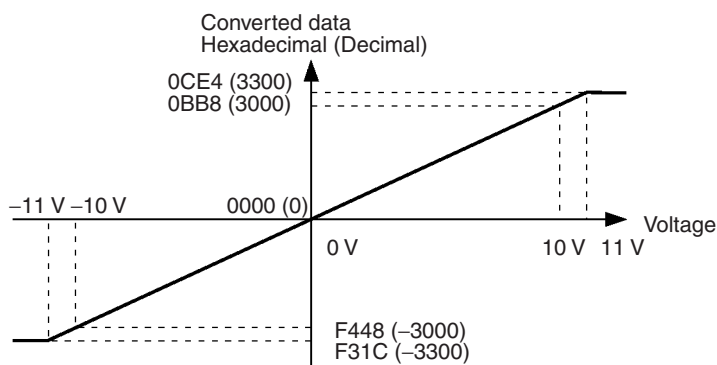 Converted data
Hexadecimal (Decimal)
0CE4 (3300)
0BB8 (3000)
−11 V −10 V
0000 (0)
Voltage
0 V
10 V
11 V
F448 (−3000)
F31C (−3300)